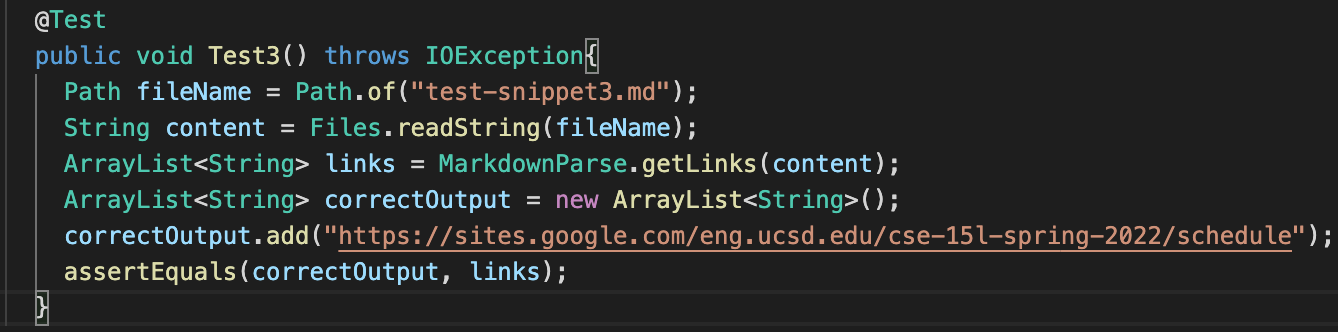 @Test
public void Test3() throws IOException{
Path fileName = Path.of("test-snippet3.md");
String content = Files.readString(fileName);
ArrayList<String> links = MarkdownParse.getLinks(content);
ArrayList<String> correctOutput = new ArrayList<String>();
correctOutput.add("https://sites.google.com/eng.ucsd.edu/cse-15l-spring-2022/schedule");
assertEquals(correctOutput, links);
}